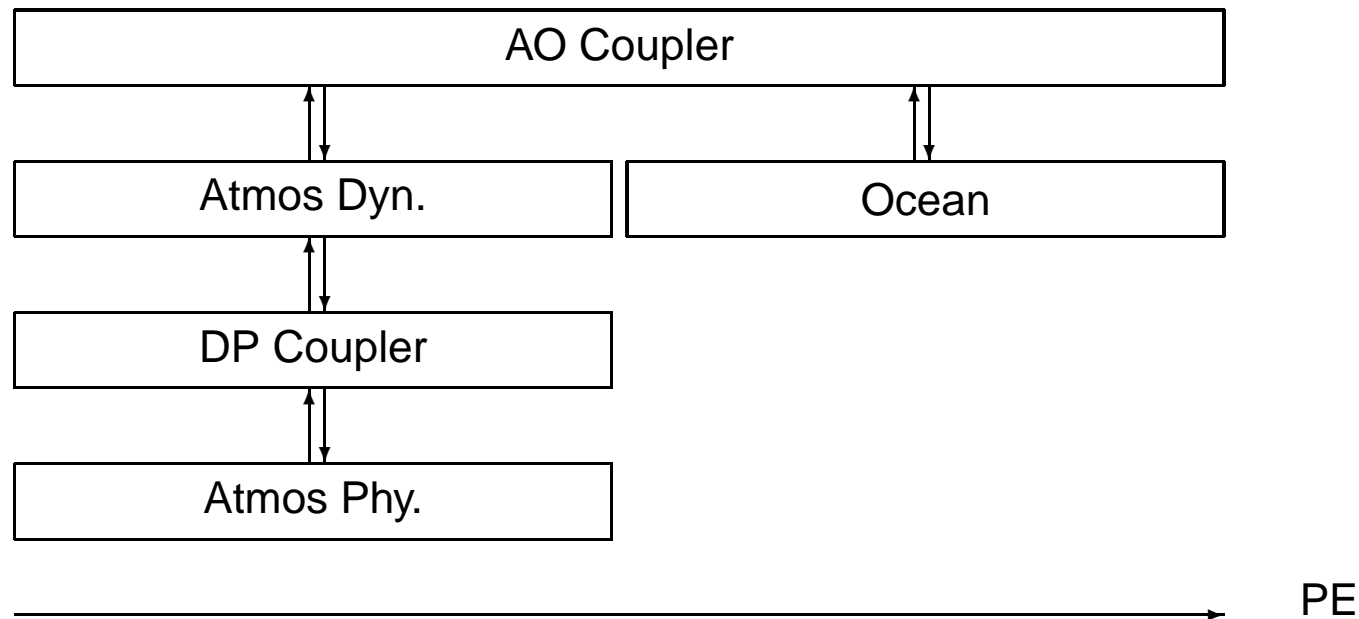 AO Coupler
Atmos Dyn.
Ocean
DP Coupler
Atmos Phy.
PE